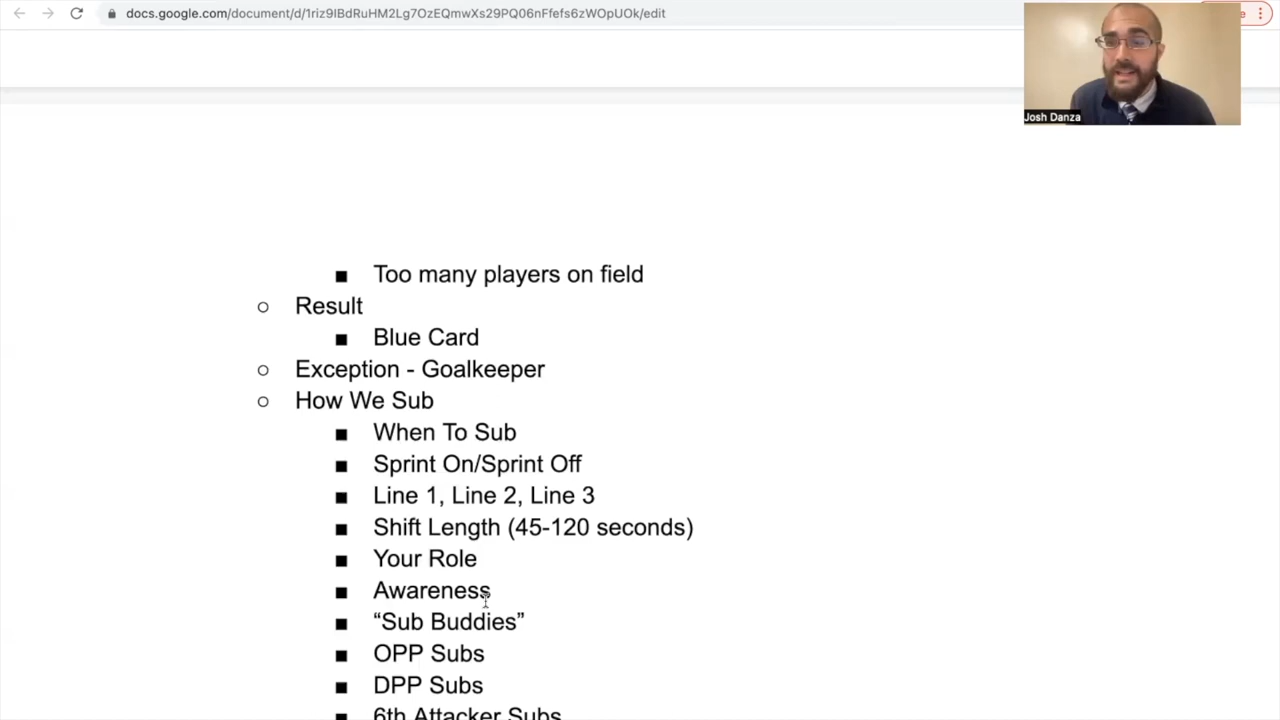 docs.google.com/document/d/1riz9IBdRuHM2Lg7OzEQmwXs29PQ06nFfefs6zWOpUOk/edit
Josh Danza
■ Too many players on field
○ Result
■ Blue Card
○ Exception - Goalkeeper
○ How We Sub
■ When To Sub
■ Sprint On/Sprint Off
■ Line 1, Line 2, Line 3
■ Shift Length (45-120 seconds)
■ Your Role
■ Awareness
■ “Sub Buddies”
■ OPP Subs
■ DPP Subs
■ 6th Attacker Subs